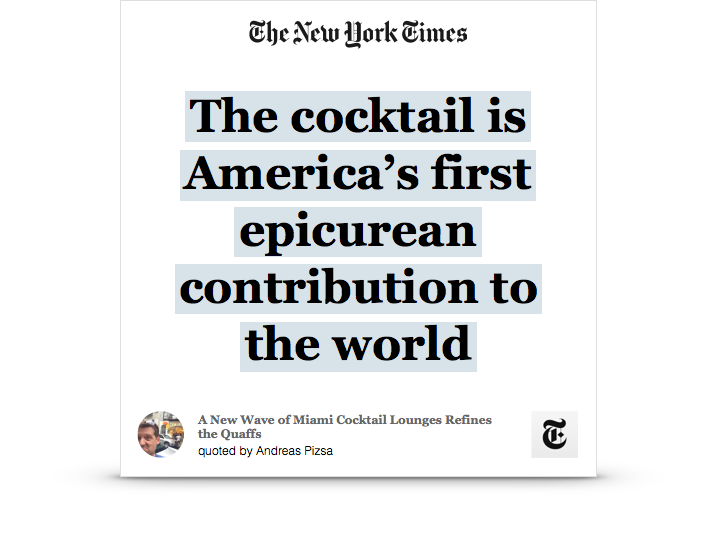 The New York Times
The cocktail is
America’s first
epicurean
contribution to
the world
A New Wave of Miami Cocktail Lounges Refines
the Quaffs
quoted by Andreas Pizsa
T